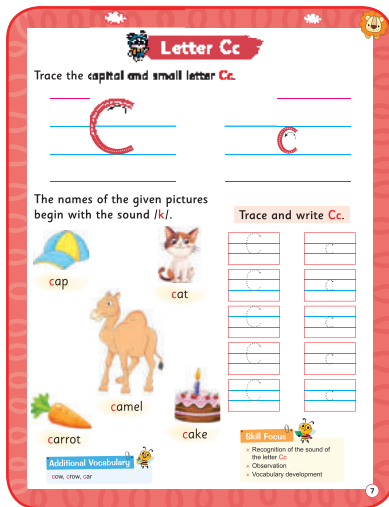 Letter Cc
Trace the capital and small letter Cc.
C
c
The names of the given pictures
begin with the sound /k/.
cap
cat
camel
carrot
cake
Trace and write Cc.
C c
C c
C c
C c
C c
Additional Vocabulary
cow, crow, car
Skill Focus
» Recognition of the sound of
the letter Cc
» Observation
» Vocabulary development
7